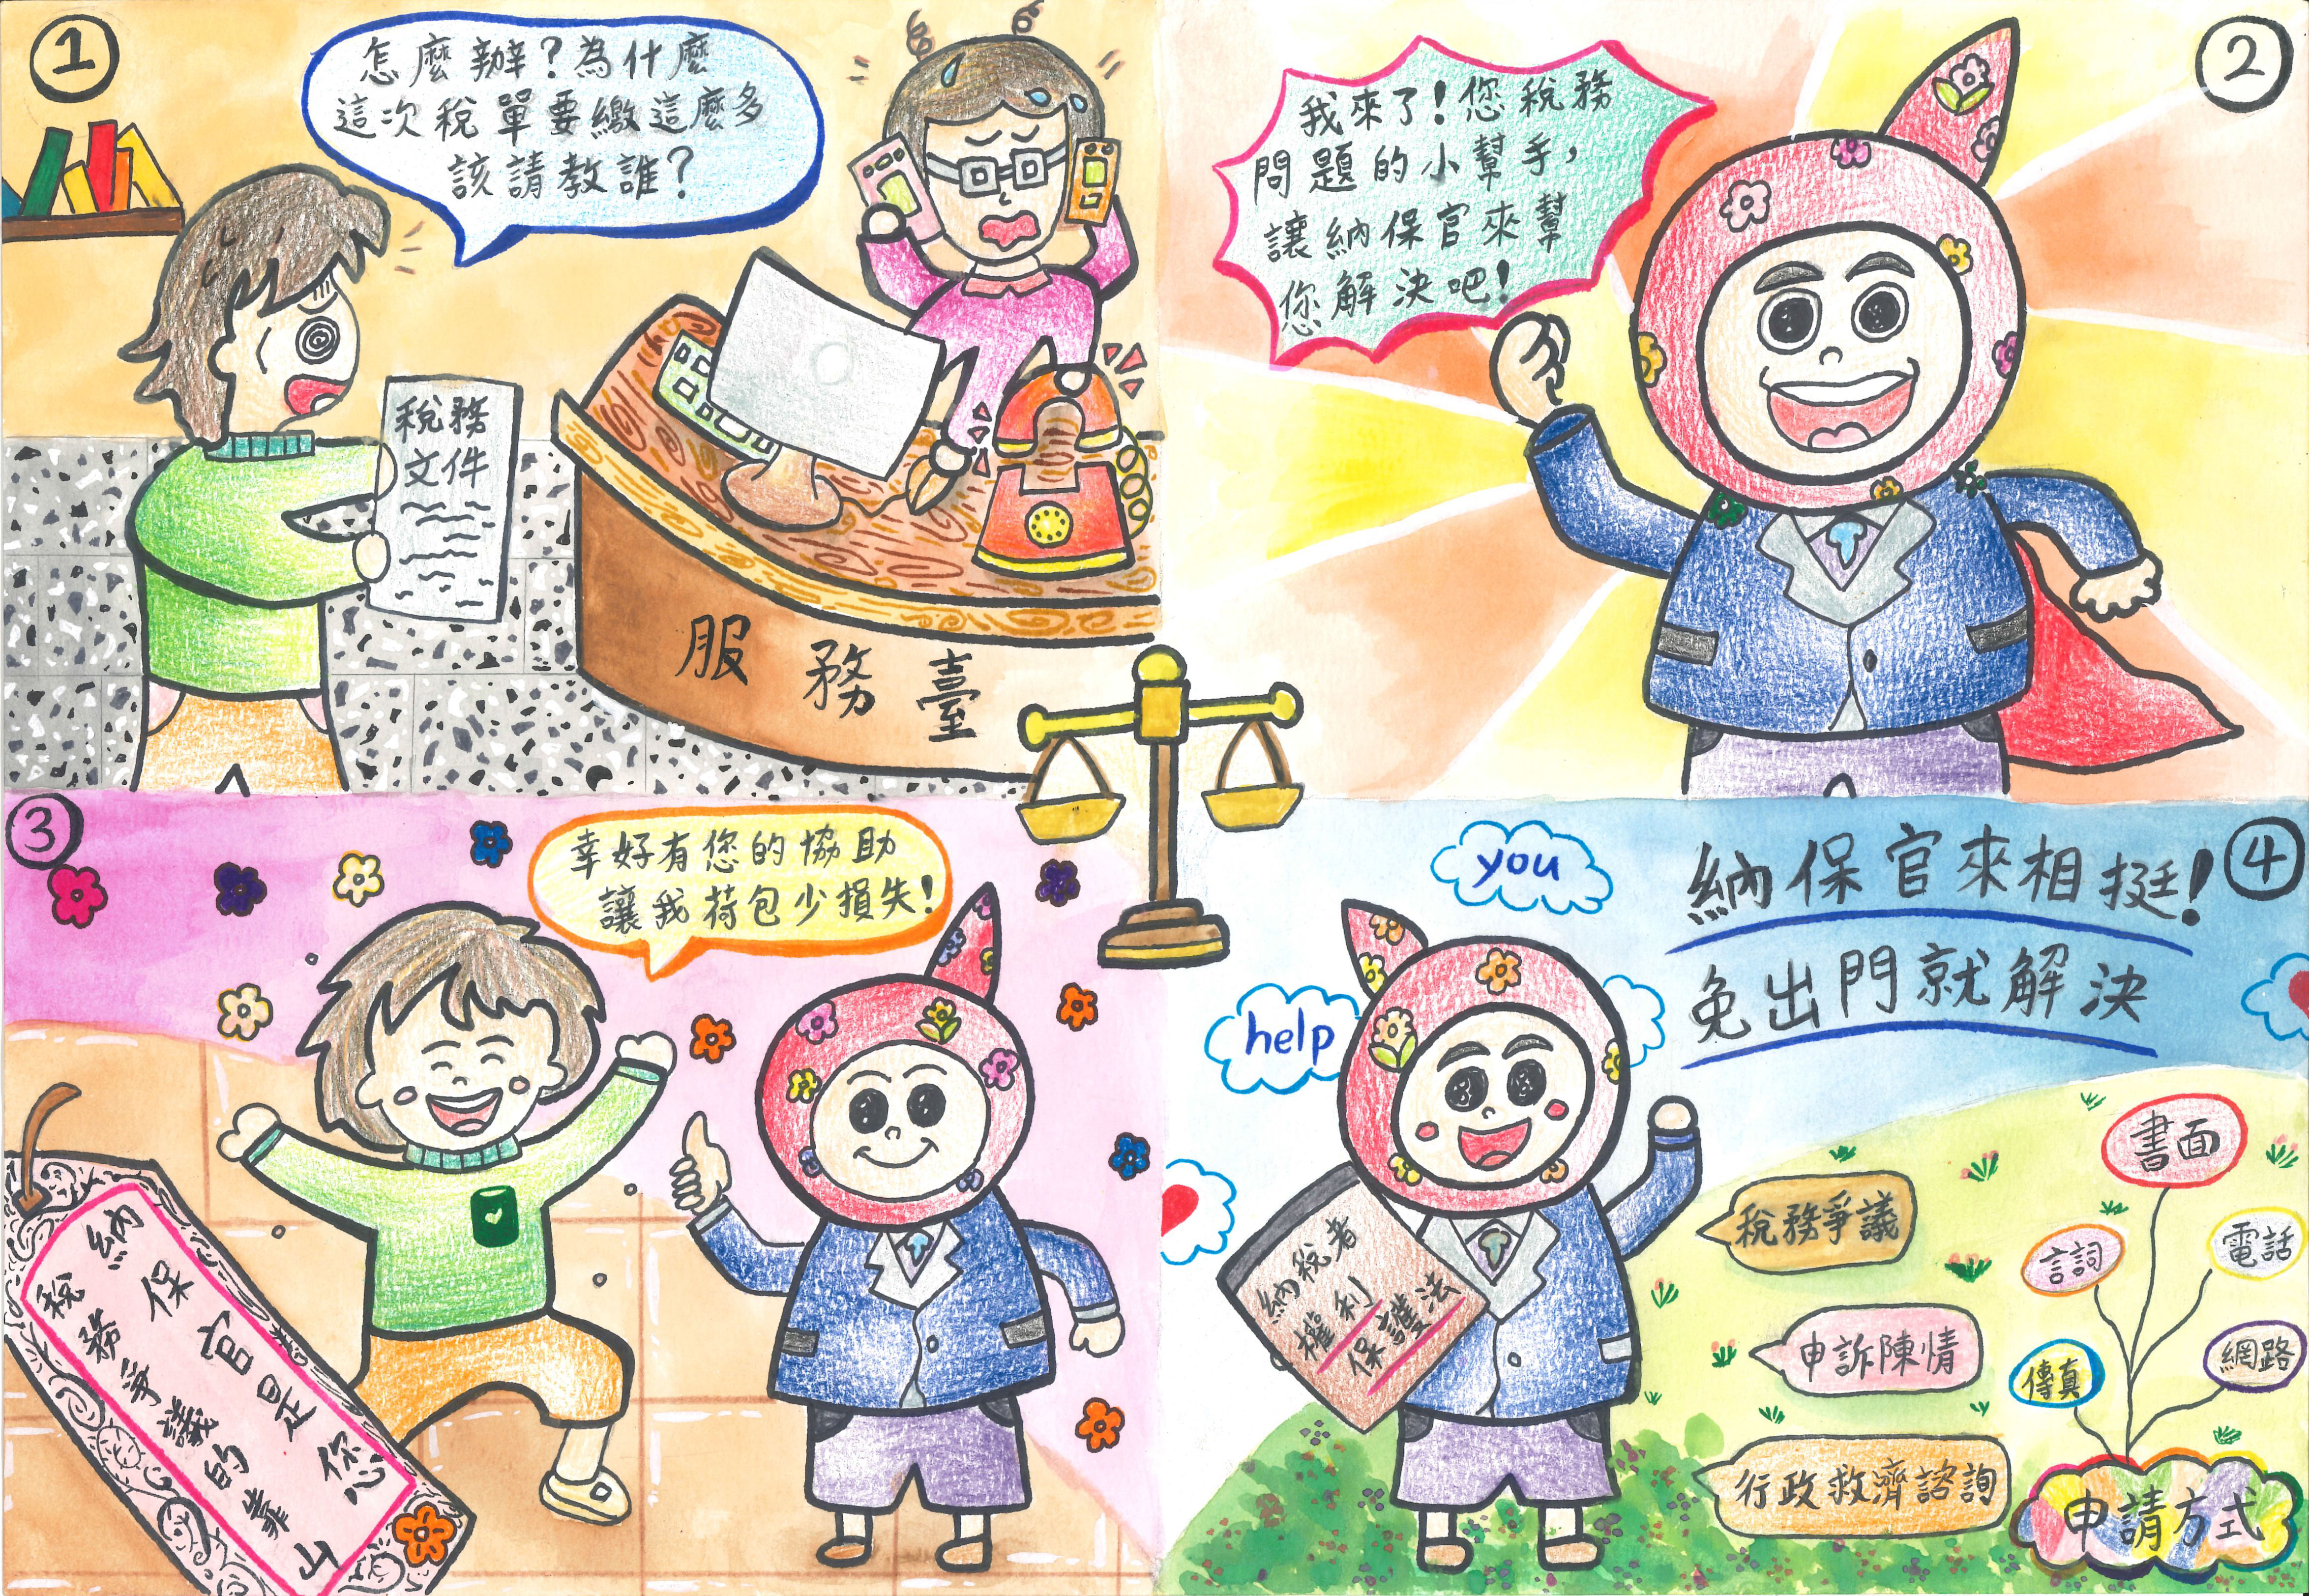 1
怎麼辦?為什麼
這次稅單要繳這麼多
該請教誰?
稅務
文件
服務臺
2
我來了!您稅務
問題的小幫手,
讓納保官來幫
您解決吧!
3
幸好有您的協助
讓我荷包少損失!
納保官是您
稅務爭議的靠山
4
納保官來相挺!
免出門就解決
you
help
納稅者
權利
保護法
稅務爭議
申訴陳情
行政救濟諮詢
書面
言詞
電話
傳真
網路
申請方式